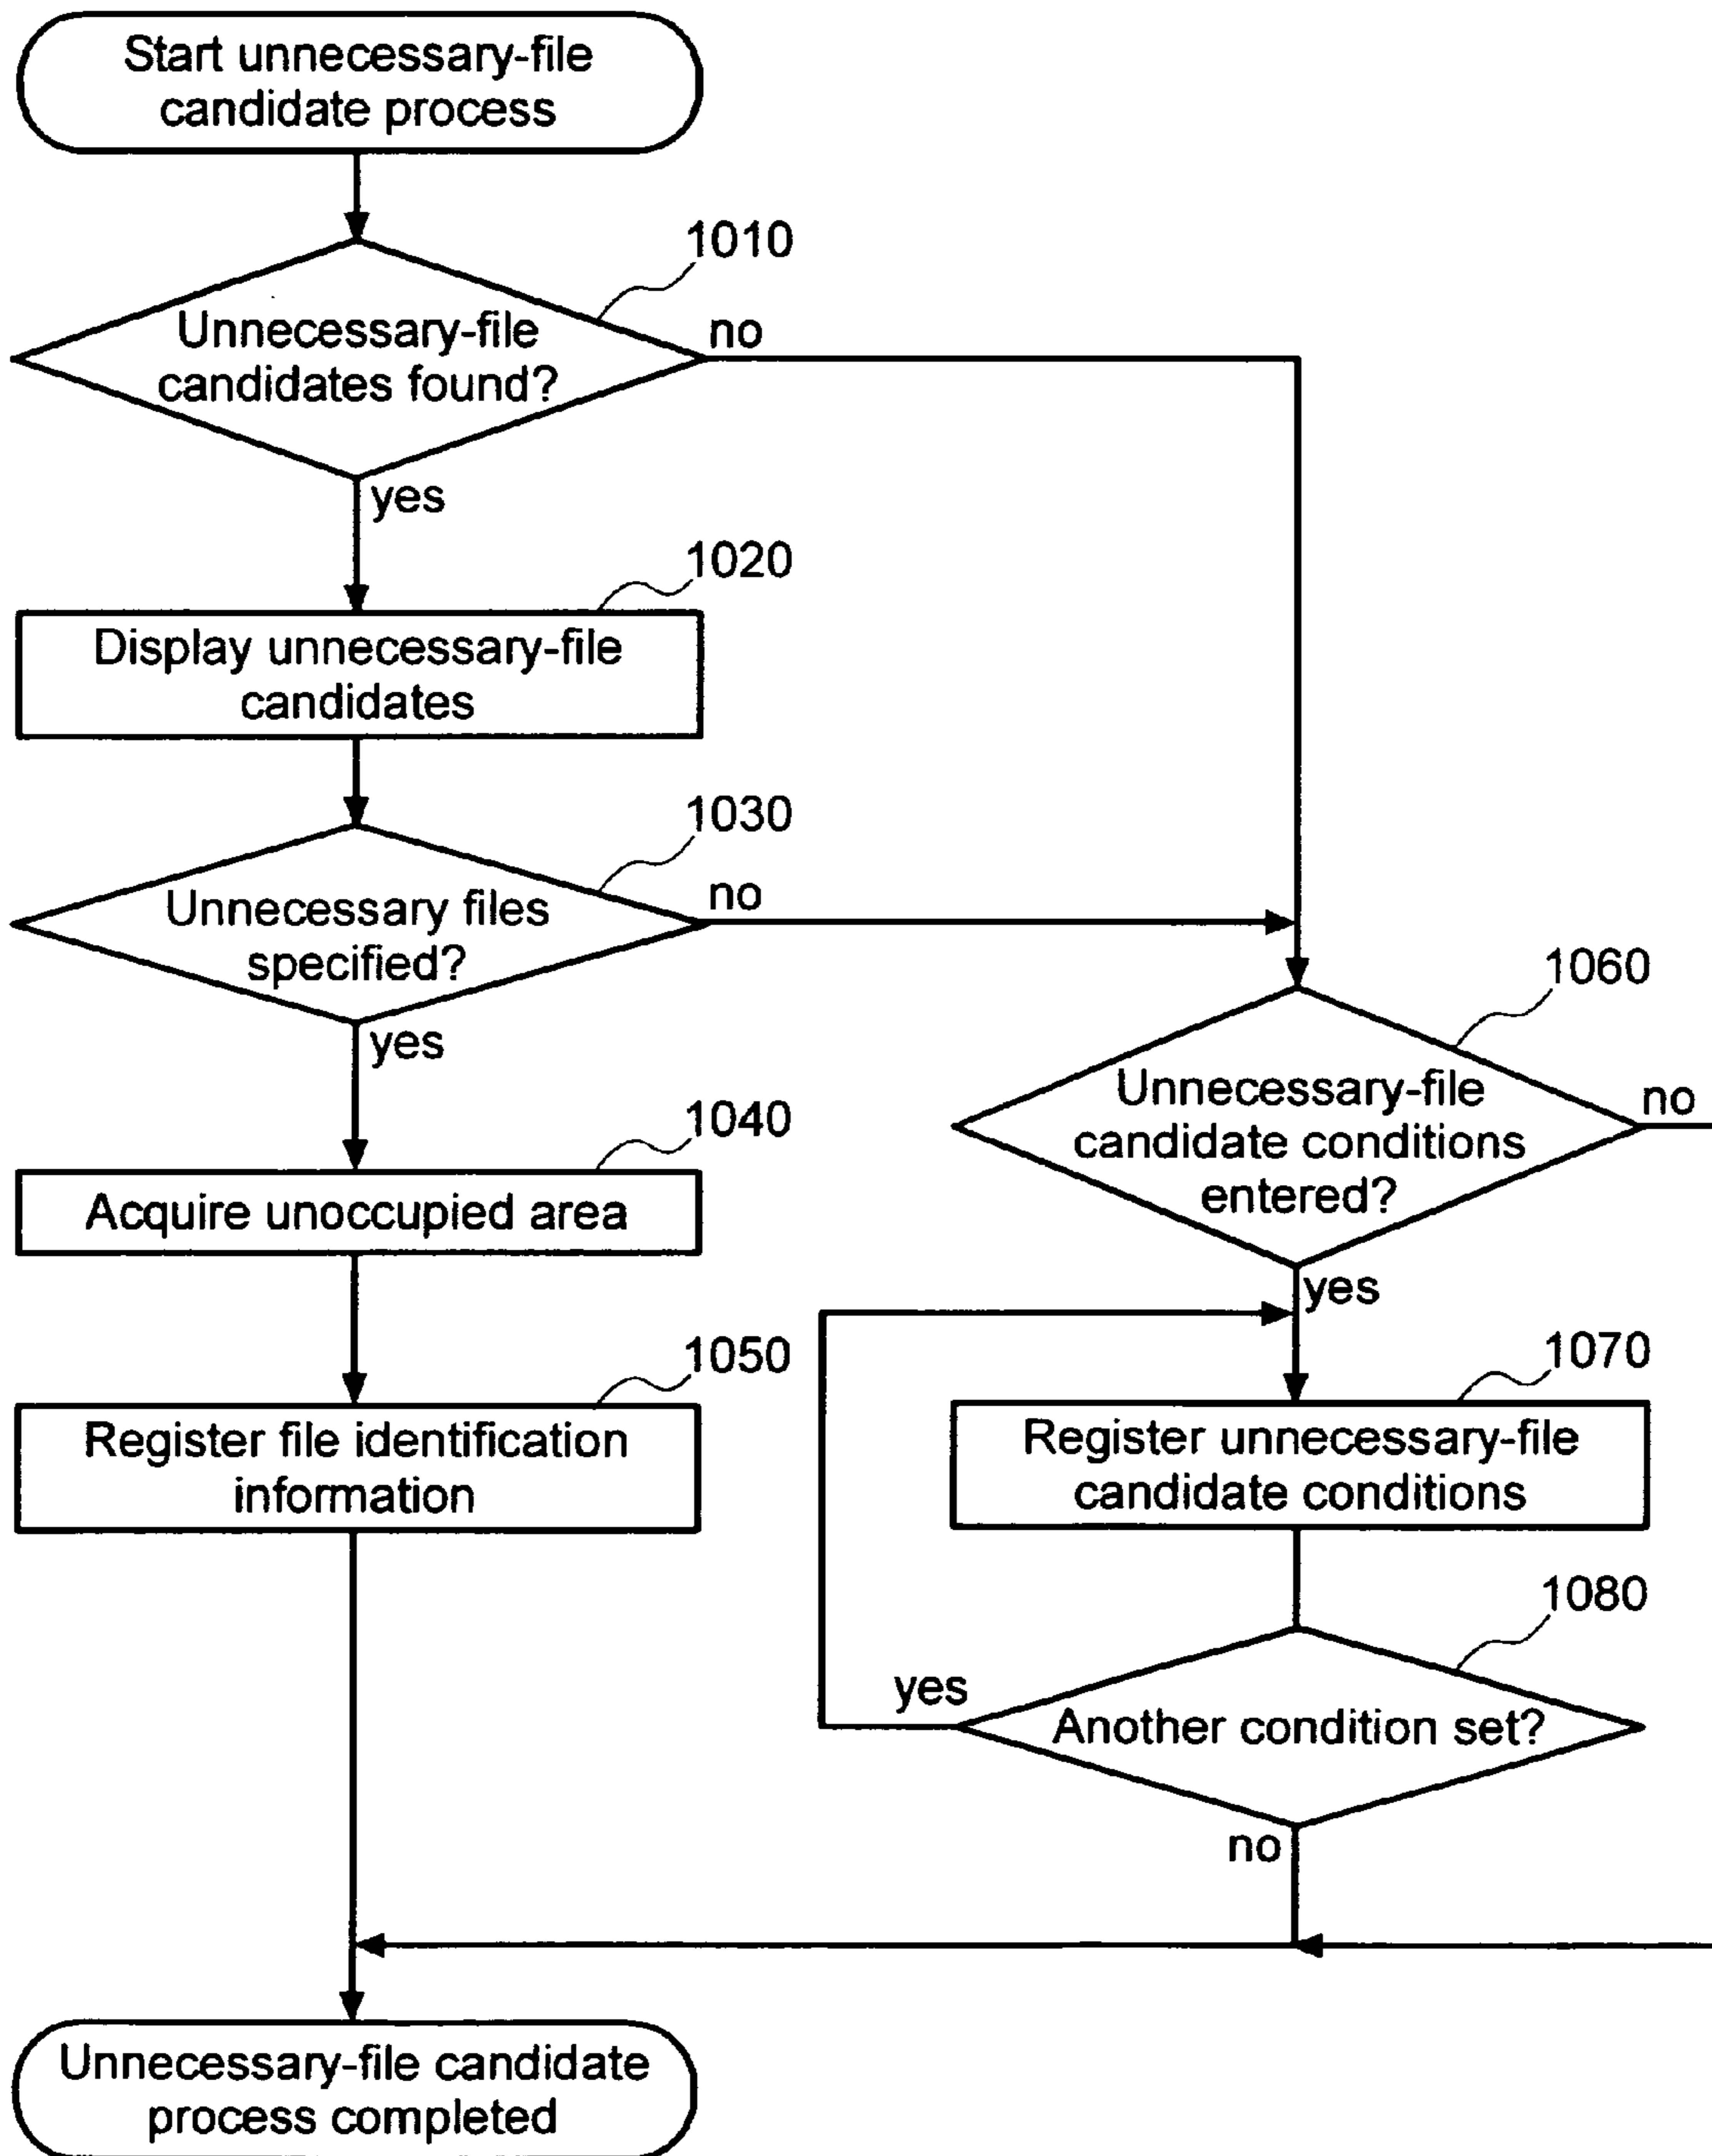 Start unnecessary-file
candidate process
1010
Unnecessary-file
candidates found?
no
yes
1020
Display unnecessary-file
candidates
1030
Unnecessary files
specified?
no
yes
1040
Acquire unoccupied area
1050
Register file identification
information
1060
Unnecessary-file
candidate conditions
entered?
no
yes
1070
Register unnecessary-file
candidate conditions
1080
Another condition set?
yes
no
Unnecessary-file candidate
process completed